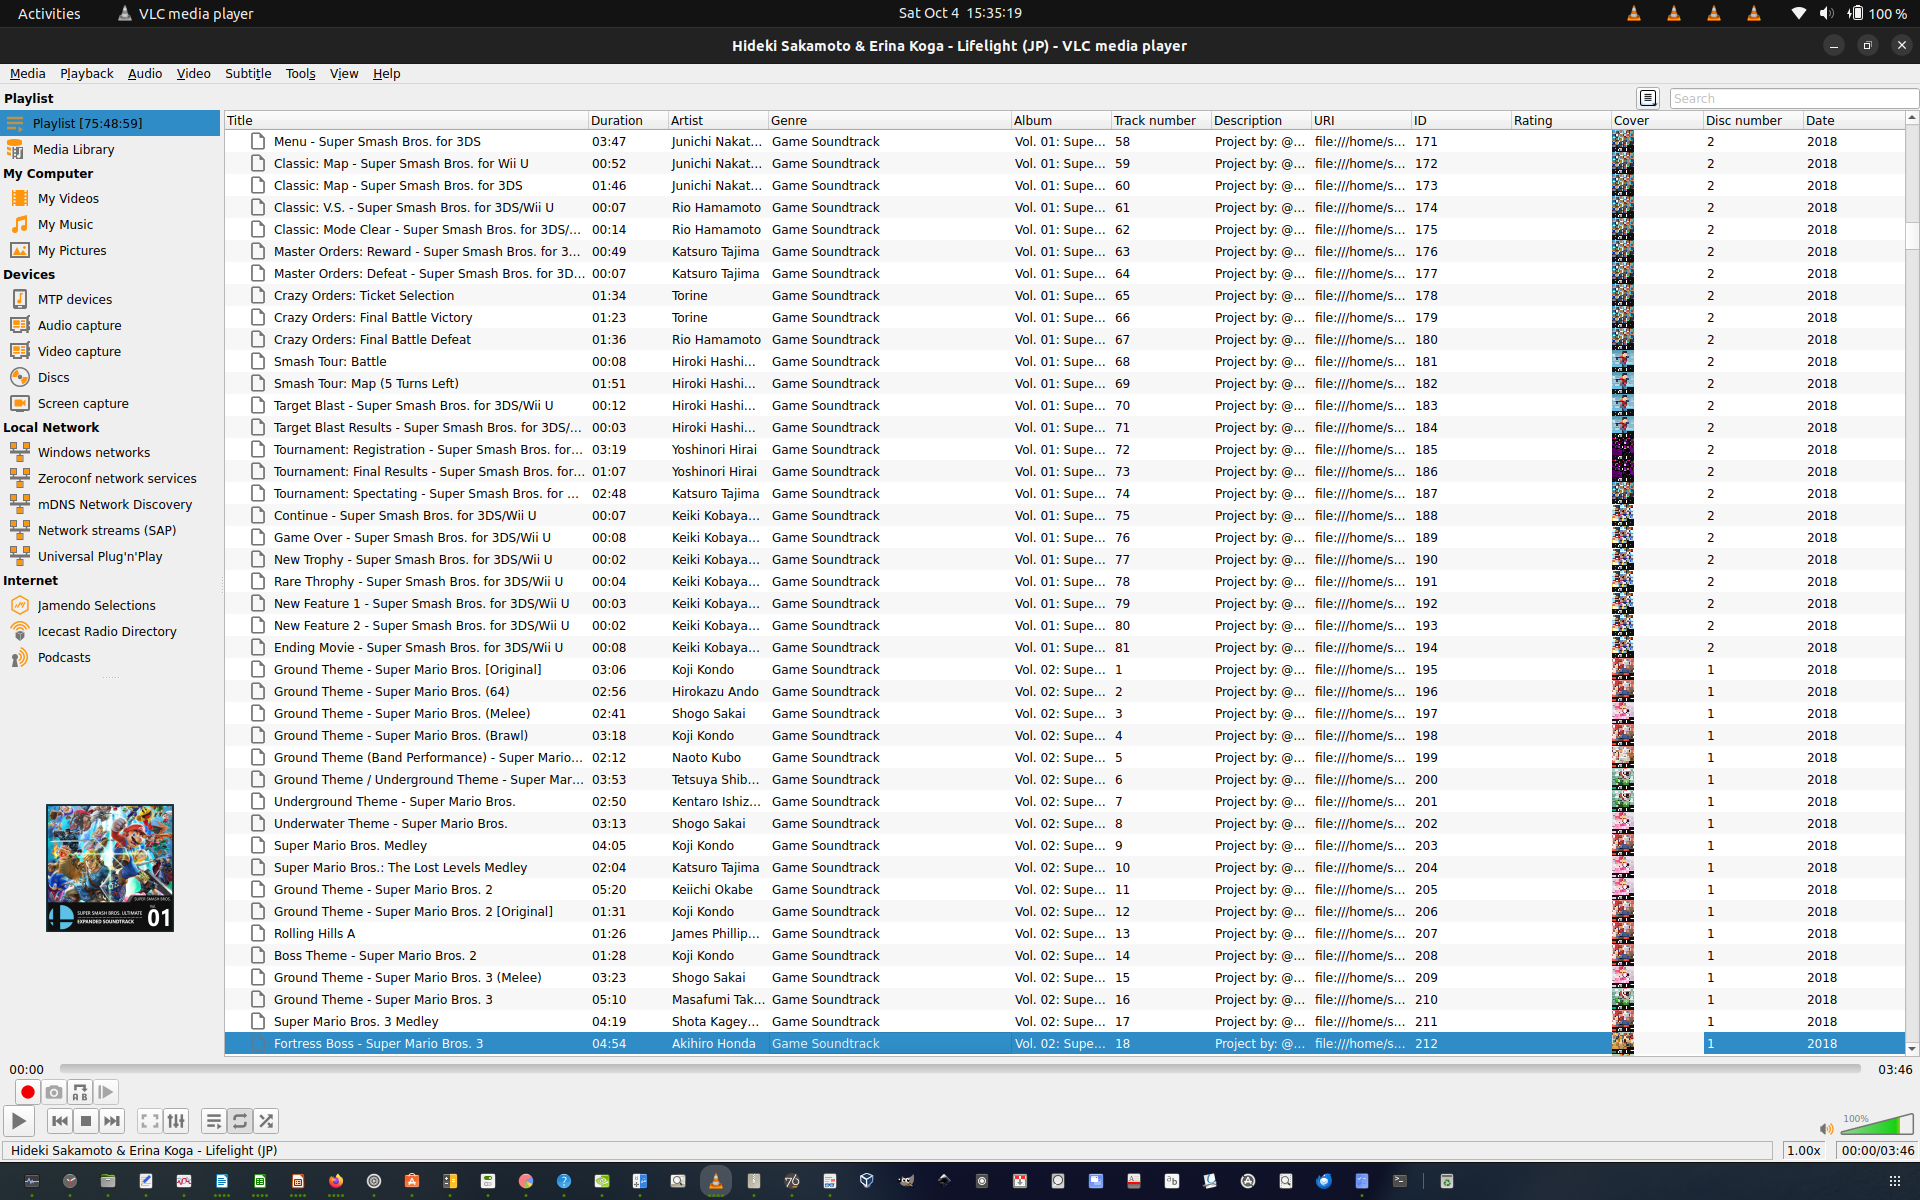 Activities VLC media player Sat Oct 4 15:35:19 100 %
Hideki Sakamoto & Erina Koga - Lifelight (JP) - VLC media player
Media Playback Audio Video Subtitle Tools View Help
Playlist
Search
Playlist [75:48:59]
Media Library
My Computer
My Videos
My Music
My Pictures
Devices
MTP devices
Audio capture
Video capture
Discs
Screen capture
Local Network
Windows networks
Zeroconf network services
mDNS Network Discovery
Network streams (SAP)
Universal Plug'n'Play
Internet
Jamendo Selections
Icecast Radio Directory
Podcasts
SUPER SMASH BROS. ULTIMATE
EXPANDED SOUNDTRACK
01
Title Duration Artist Genre Album Track number Description URI ID Rating Cover Disc number Date
Menu - Super Smash Bros. for 3DS 03:47 Junichi Nakat... Game Soundtrack Vol. 01: Supe... 58 Project by: @... file:///home/s... 171 2 2018
Classic: Map - Super Smash Bros. for Wii U 00:52 Junichi Nakat... Game Soundtrack Vol. 01: Supe... 59 Project by: @... file:///home/s... 172 2 2018
Classic: Map - Super Smash Bros. for 3DS 01:46 Junichi Nakat... Game Soundtrack Vol. 01: Supe... 60 Project by: @... file:///home/s... 173 2 2018
Classic: V.S. - Super Smash Bros. for 3DS/Wii U 00:07 Rio Hamamoto Game Soundtrack Vol. 01: Supe... 61 Project by: @... file:///home/s... 174 2 2018
Classic: Mode Clear - Super Smash Bros. for 3DS/... 00:14 Rio Hamamoto Game Soundtrack Vol. 01: Supe... 62 Project by: @... file:///home/s... 175 2 2018
Master Orders: Reward - Super Smash Bros. for 3... 00:49 Katsuro Tajima Game Soundtrack Vol. 01: Supe... 63 Project by: @... file:///home/s... 176 2 2018
Master Orders: Defeat - Super Smash Bros. for 3D... 00:07 Katsuro Tajima Game Soundtrack Vol. 01: Supe... 64 Project by: @... file:///home/s... 177 2 2018
Crazy Orders: Ticket Selection 01:34 Torine Game Soundtrack Vol. 01: Supe... 65 Project by: @... file:///home/s... 178 2 2018
Crazy Orders: Final Battle Victory 01:23 Torine Game Soundtrack Vol. 01: Supe... 66 Project by: @... file:///home/s... 179 2 2018
Crazy Orders: Final Battle Defeat 01:36 Rio Hamamoto Game Soundtrack Vol. 01: Supe... 67 Project by: @... file:///home/s... 180 2 2018
Smash Tour: Battle 00:08 Hiroki Hashi... Game Soundtrack Vol. 01: Supe... 68 Project by: @... file:///home/s... 181 2 2018
Smash Tour: Map (5 Turns Left) 01:51 Hiroki Hashi... Game Soundtrack Vol. 01: Supe... 69 Project by: @... file:///home/s... 182 2 2018
Target Blast - Super Smash Bros. for 3DS/Wii U 00:12 Hiroki Hashi... Game Soundtrack Vol. 01: Supe... 70 Project by: @... file:///home/s... 183 2 2018
Target Blast Results - Super Smash Bros. for 3DS/... 00:03 Hiroki Hashi... Game Soundtrack Vol. 01: Supe... 71 Project by: @... file:///home/s... 184 2 2018
Tournament: Registration - Super Smash Bros. for... 03:19 Yoshinori Hirai Game Soundtrack Vol. 01: Supe... 72 Project by: @... file:///home/s... 185 2 2018
Tournament: Final Results - Super Smash Bros. for... 01:07 Yoshinori Hirai Game Soundtrack Vol. 01: Supe... 73 Project by: @... file:///home/s... 186 2 2018
Tournament: Spectating - Super Smash Bros. for ... 02:48 Katsuro Tajima Game Soundtrack Vol. 01: Supe... 74 Project by: @... file:///home/s... 187 2 2018
Continue - Super Smash Bros. for 3DS/Wii U 00:07 Keiki Kobaya... Game Soundtrack Vol. 01: Supe... 75 Project by: @... file:///home/s... 188 2 2018
Game Over - Super Smash Bros. for 3DS/Wii U 00:08 Keiki Kobaya... Game Soundtrack Vol. 01: Supe... 76 Project by: @... file:///home/s... 189 2 2018
New Trophy - Super Smash Bros. for 3DS/Wii U 00:02 Keiki Kobaya... Game Soundtrack Vol. 01: Supe... 77 Project by: @... file:///home/s... 190 2 2018
Rare Throphy - Super Smash Bros. for 3DS/Wii U 00:04 Keiki Kobaya... Game Soundtrack Vol. 01: Supe... 78 Project by: @... file:///home/s... 191 2 2018
New Feature 1 - Super Smash Bros. for 3DS/Wii U 00:03 Keiki Kobaya... Game Soundtrack Vol. 01: Supe... 79 Project by: @... file:///home/s... 192 2 2018
New Feature 2 - Super Smash Bros. for 3DS/Wii U 00:02 Keiki Kobaya... Game Soundtrack Vol. 01: Supe... 80 Project by: @... file:///home/s... 193 2 2018
Ending Movie - Super Smash Bros. for 3DS/Wii U 00:08 Keiki Kobaya... Game Soundtrack Vol. 01: Supe... 81 Project by: @... file:///home/s... 194 2 2018
Ground Theme - Super Mario Bros. [Original] 03:06 Koji Kondo Game Soundtrack Vol. 02: Supe... 1 Project by: @... file:///home/s... 195 1 2018
Ground Theme - Super Mario Bros. (64) 02:56 Hirokazu Ando Game Soundtrack Vol. 02: Supe... 2 Project by: @... file:///home/s... 196 1 2018
Ground Theme - Super Mario Bros. (Melee) 02:41 Shogo Sakai Game Soundtrack Vol. 02: Supe... 3 Project by: @... file:///home/s... 197 1 2018
Ground Theme - Super Mario Bros. (Brawl) 03:18 Koji Kondo Game Soundtrack Vol. 02: Supe... 4 Project by: @... file:///home/s... 198 1 2018
Ground Theme (Band Performance) - Super Mario... 02:12 Naoto Kubo Game Soundtrack Vol. 02: Supe... 5 Project by: @... file:///home/s... 199 1 2018
Ground Theme / Underground Theme - Super Mar... 03:53 Tetsuya Shib... Game Soundtrack Vol. 02: Supe... 6 Project by: @... file:///home/s... 200 1 2018
Underground Theme - Super Mario Bros. 02:50 Kentaro Ishiz... Game Soundtrack Vol. 02: Supe... 7 Project by: @... file:///home/s... 201 1 2018
Underwater Theme - Super Mario Bros. 03:13 Shogo Sakai Game Soundtrack Vol. 02: Supe... 8 Project by: @... file:///home/s... 202 1 2018
Super Mario Bros. Medley 04:05 Koji Kondo Game Soundtrack Vol. 02: Supe... 9 Project by: @... file:///home/s... 203 1 2018
Super Mario Bros.: The Lost Levels Medley 02:04 Katsuro Tajima Game Soundtrack Vol. 02: Supe... 10 Project by: @... file:///home/s... 204 1 2018
Ground Theme - Super Mario Bros. 2 05:20 Keiichi Okabe Game Soundtrack Vol. 02: Supe... 11 Project by: @... file:///home/s... 205 1 2018
Ground Theme - Super Mario Bros. 2 [Original] 01:31 Koji Kondo Game Soundtrack Vol. 02: Supe... 12 Project by: @... file:///home/s... 206 1 2018
Rolling Hills A 01:26 James Phillip... Game Soundtrack Vol. 02: Supe... 13 Project by: @... file:///home/s... 207 1 2018
Boss Theme - Super Mario Bros. 2 01:28 Koji Kondo Game Soundtrack Vol. 02: Supe... 14 Project by: @... file:///home/s... 208 1 2018
Ground Theme - Super Mario Bros. 3 (Melee) 03:23 Shogo Sakai Game Soundtrack Vol. 02: Supe... 15 Project by: @... file:///home/s... 209 1 2018
Ground Theme - Super Mario Bros. 3 05:10 Masafumi Tak... Game Soundtrack Vol. 02: Supe... 16 Project by: @... file:///home/s... 210 1 2018
Super Mario Bros. 3 Medley 04:19 Shota Kagey... Game Soundtrack Vol. 02: Supe... 17 Project by: @... file:///home/s... 211 1 2018
Fortress Boss - Super Mario Bros. 3 04:54 Akihiro Honda Game Soundtrack Vol. 02: Supe... 18 Project by: @... file:///home/s... 212 1 2018
00:00 03:46
100%
Hideki Sakamoto & Erina Koga - Lifelight (JP) 1.00x 00:00/03:46